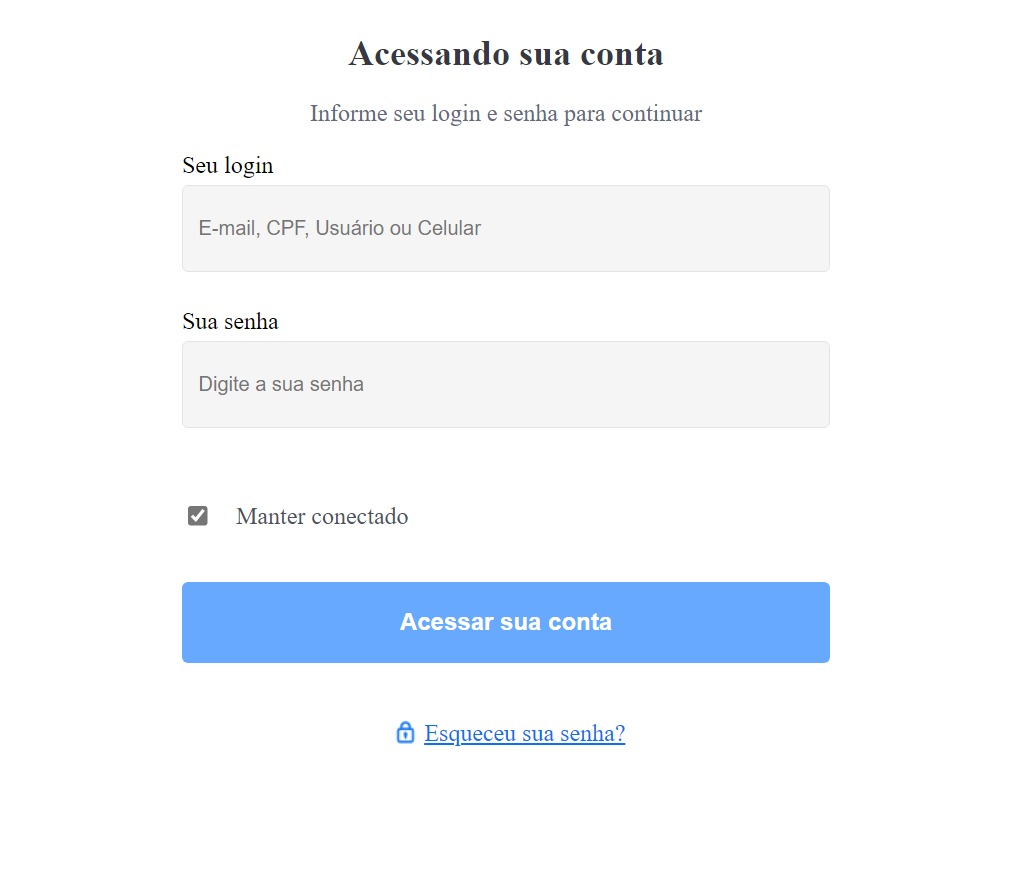 Acessando sua conta
Informe seu login e senha para continuar
Seu login
E-mail, CPF, Usuário ou Celular
Sua senha
Digite a sua senha
Manter conectado
Acessar sua conta
Esqueceu sua senha?